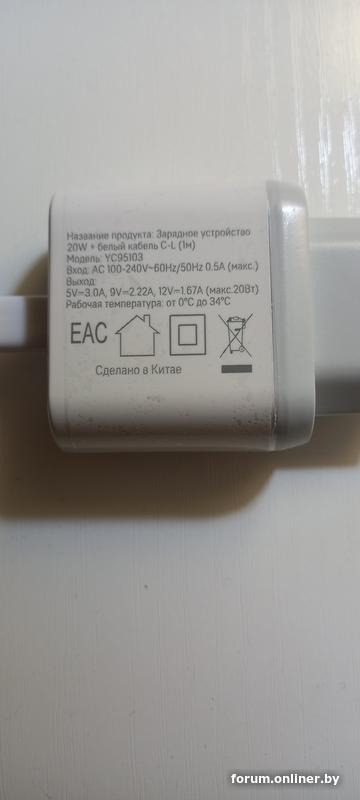 Название продукта: Зарядное устройство
20W + белый кабель C-L (1м)
Модель: YC95103
Вход: AC 100-240V~60Hz/50Hz 0.5A (макс.)
Выход:
5V=3.0A, 9V=2.22A, 12V=1.67A (макс.20Вт)
Рабочая температура: от 0°C до 34°C
EAC
Сделано в Китае
forum.onliner.by